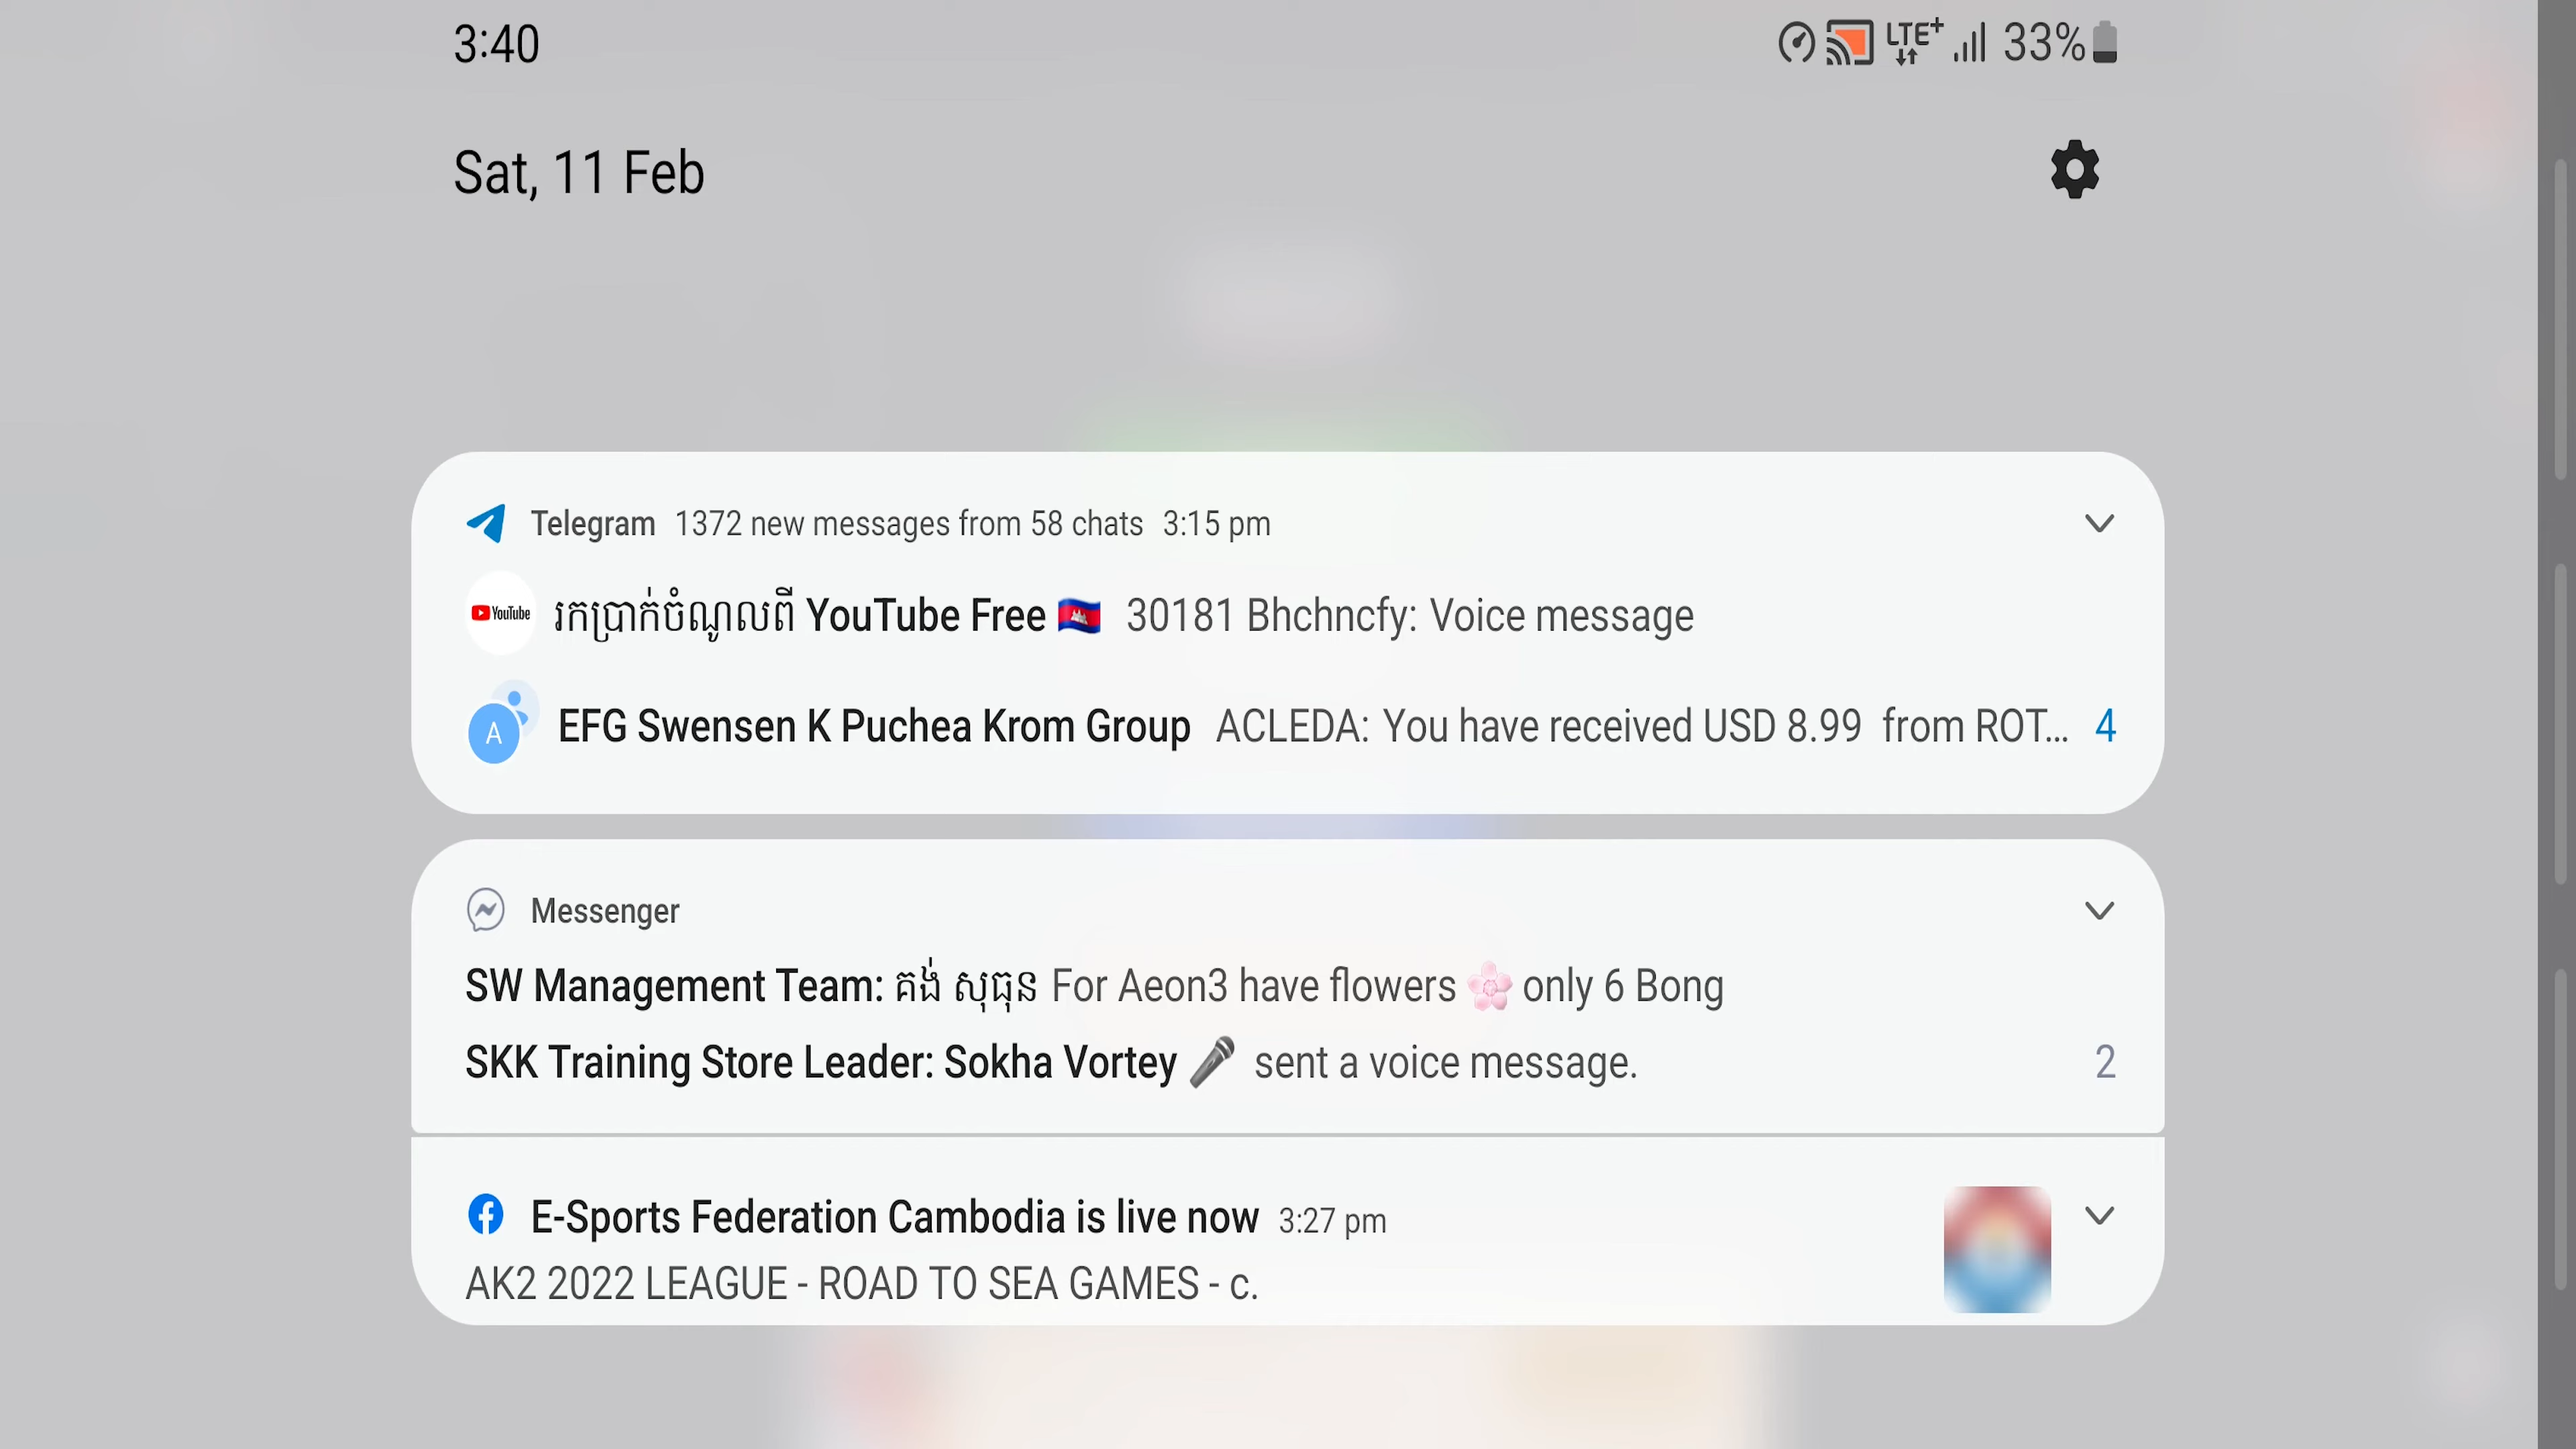 3:40
LTE+ 33%
Sat, 11 Feb
Telegram 1372 new messages from 58 chats 3:15 pm
YouTube រកប្រាក់ចំណូលពី YouTube Free 🇰🇭 30181 Bhchncfy: Voice message
A EFG Swensen K Puchea Krom Group ACLEDA: You have received USD 8.99 from ROT... 4
Messenger
SW Management Team: គង់ សុធុន For Aeon3 have flowers 🌸 only 6 Bong
SKK Training Store Leader: Sokha Vortey 🎤 sent a voice message. 2
E-Sports Federation Cambodia is live now 3:27 pm
AK2 2022 LEAGUE - ROAD TO SEA GAMES - c.